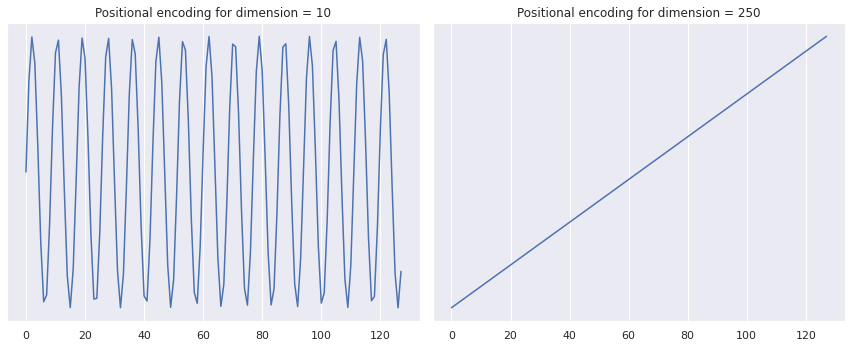 Positional encoding for dimension = 10
Positional encoding for dimension = 250
0 20 40 60 80 100 120
0 20 40 60 80 100 120